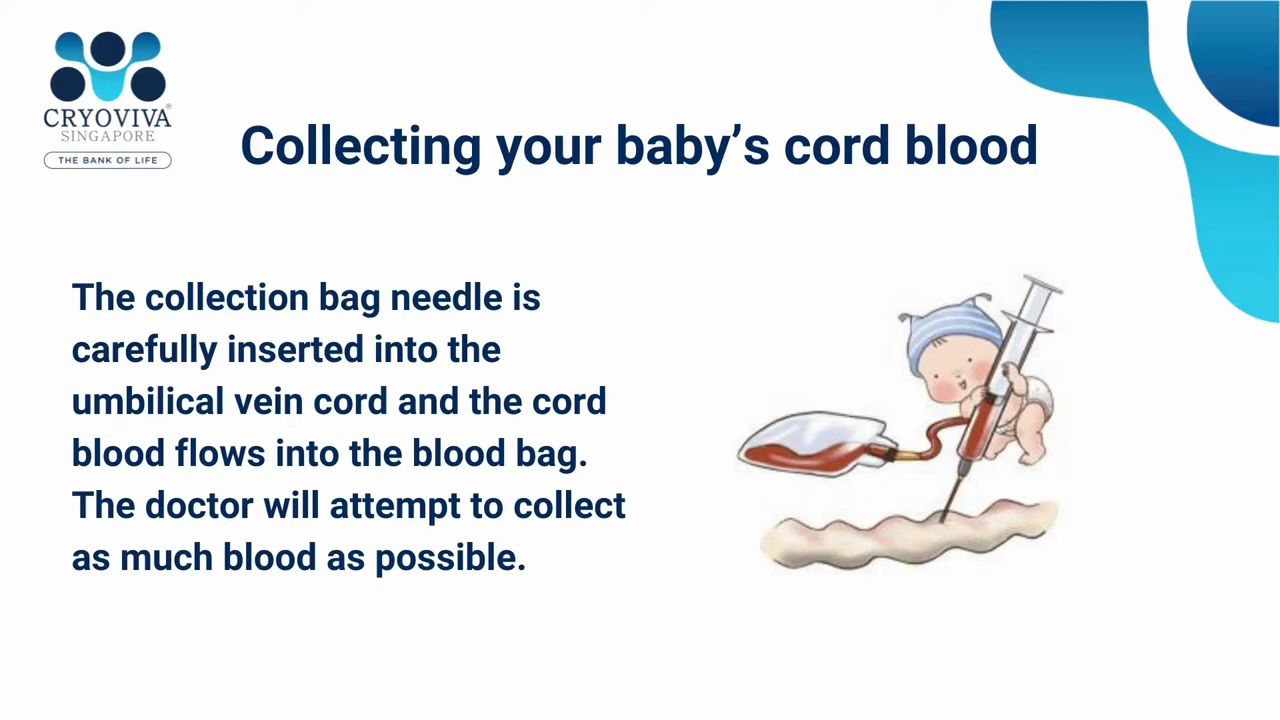 CRYOVIVA®
SINGAPORE
THE BANK OF LIFE
Collecting your baby’s cord blood
The collection bag needle is
carefully inserted into the
umbilical vein cord and the cord
blood flows into the blood bag.
The doctor will attempt to collect
as much blood as possible.